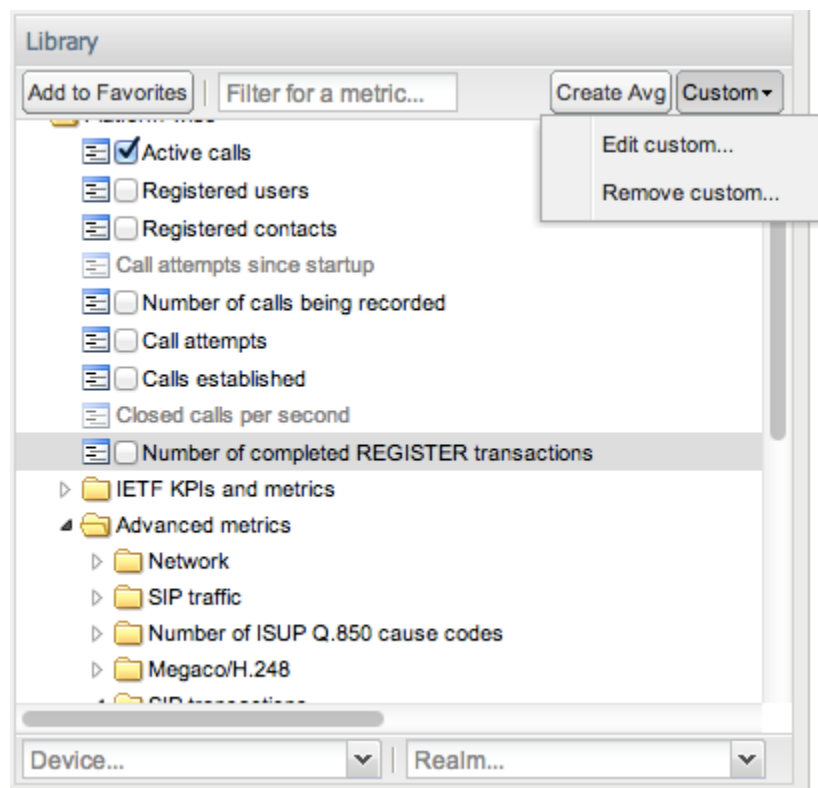 Library
Add to Favorites Filter for a metric... Create Avg Custom
Edit custom...
Remove custom...
Active calls
Registered users
Registered contacts
Call attempts since startup
Number of calls being recorded
Call attempts
Calls established
Closed calls per second
Number of completed REGISTER transactions
IETF KPIs and metrics
Advanced metrics
Network
SIP traffic
Number of ISUP Q.850 cause codes
Megaco/H.248
SIP transactions
Device... Realm...